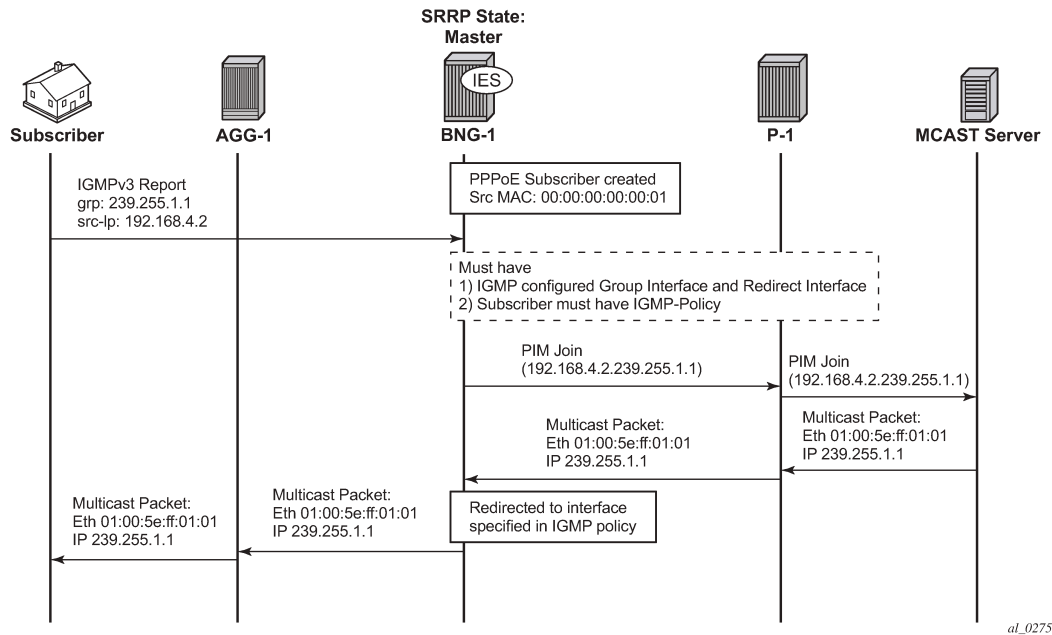 SRRP State:
Master
IES
Subscriber
AGG-1
BNG-1
P-1
MCAST Server
IGMPv3 Report
grp: 239.255.1.1
src-lp: 192.168.4.2
PPPoE Subscriber created
Src MAC: 00:00:00:00:00:01
Must have
1) IGMP configured Group Interface and Redirect Interface
2) Subscriber must have IGMP-Policy
PIM Join
(192.168.4.2.239.255.1.1)
PIM Join
(192.168.4.2.239.255.1.1)
Multicast Packet:
Eth 01:00:5e:ff:01:01
IP 239.255.1.1
Multicast Packet:
Eth 01:00:5e:ff:01:01
IP 239.255.1.1
Redirected to interface
specified in IGMP policy
Multicast Packet:
Eth 01:00:5e:ff:01:01
IP 239.255.1.1
Multicast Packet:
Eth 01:00:5e:ff:01:01
IP 239.255.1.1
al_0275